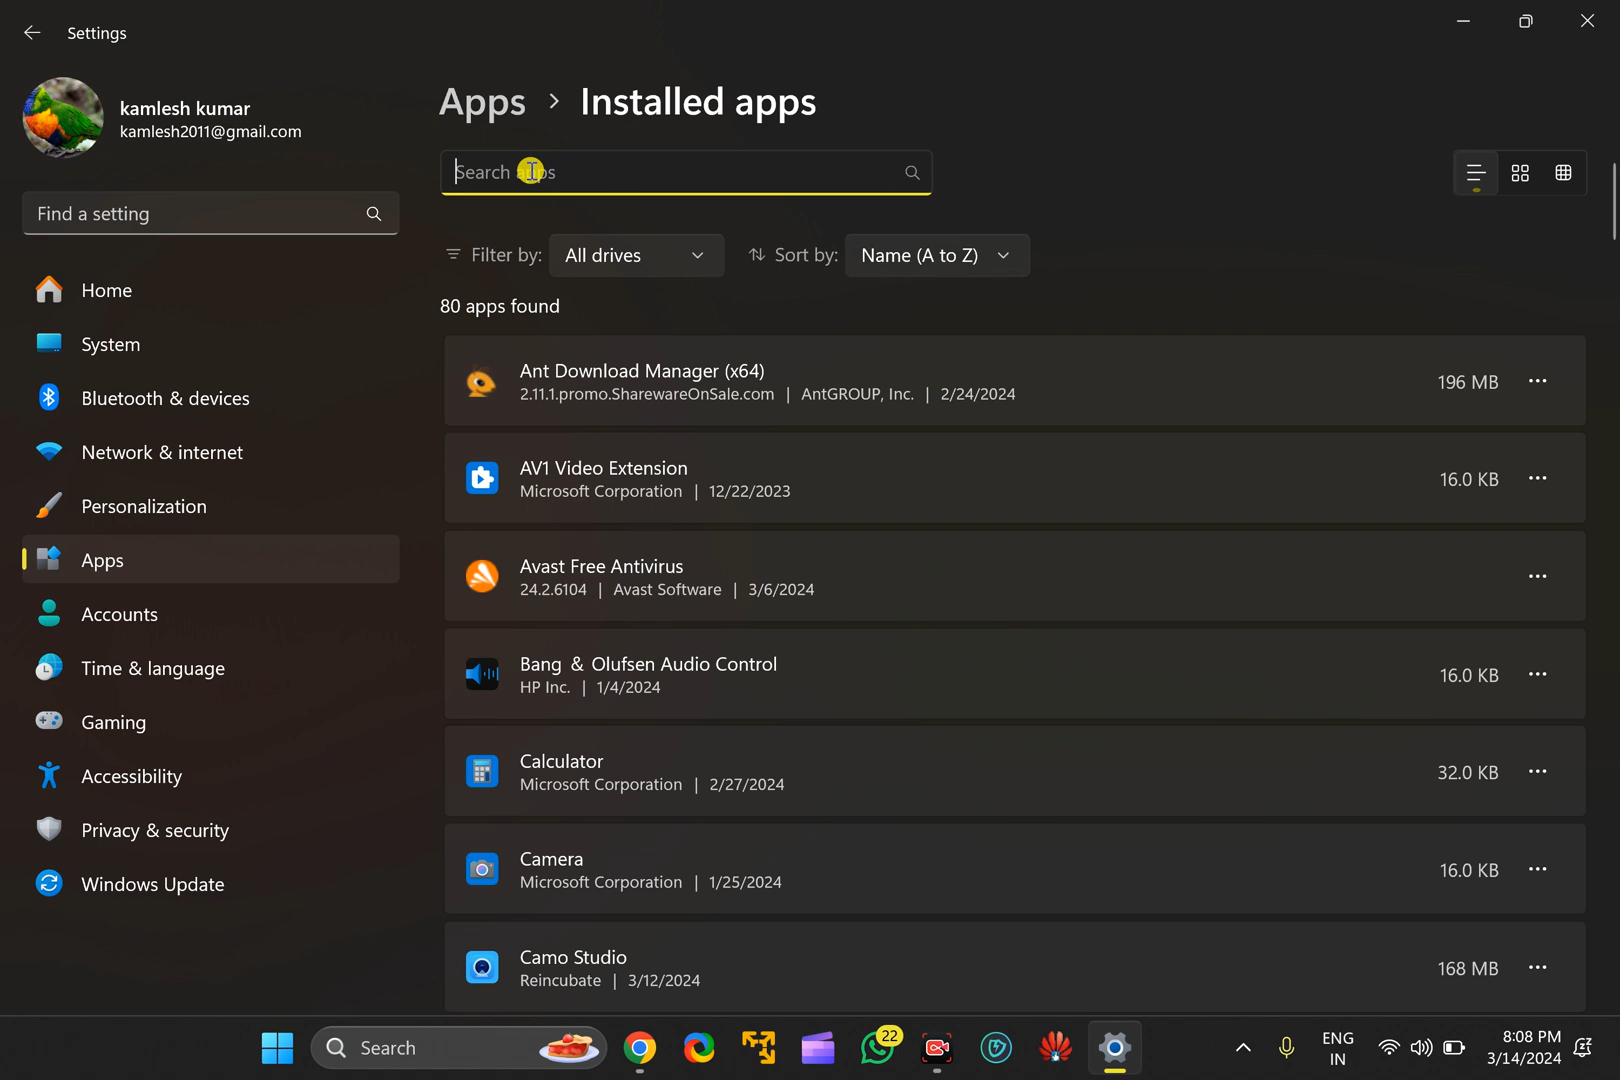 Settings
kamlesh kumar
kamlesh2011@gmail.com
Find a setting
Home
System
Bluetooth & devices
Network & internet
Personalization
Apps
Accounts
Time & language
Gaming
Accessibility
Privacy & security
Windows Update
Apps > Installed apps
Search apps
Filter by: All drives Sort by: Name (A to Z)
80 apps found
Ant Download Manager (x64)
2.11.1.promo.SharewareOnSale.com | AntGROUP, Inc. | 2/24/2024
196 MB
AV1 Video Extension
Microsoft Corporation | 12/22/2023
16.0 KB
Avast Free Antivirus
24.2.6104 | Avast Software | 3/6/2024
Bang & Olufsen Audio Control
HP Inc. | 1/4/2024
16.0 KB
Calculator
Microsoft Corporation | 2/27/2024
32.0 KB
Camera
Microsoft Corporation | 1/25/2024
16.0 KB
Camo Studio
Reincubate | 3/12/2024
168 MB
Search
22
ENG
IN
8:08 PM
3/14/2024